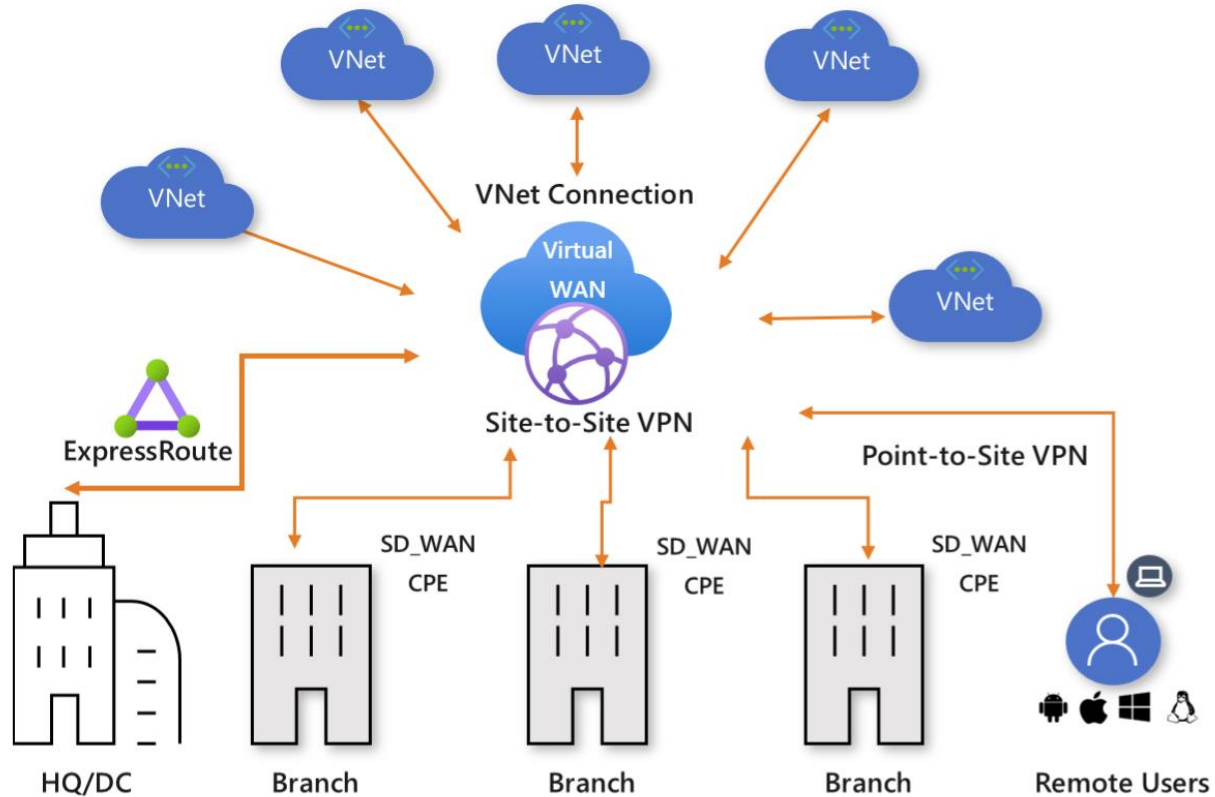 VNet
VNet
VNet
VNet
VNet Connection
Virtual
WAN
VNet
ExpressRoute
Site-to-Site VPN
Point-to-Site VPN
SD_WAN
CPE
SD_WAN
CPE
SD_WAN
CPE
HQ/DC
Branch
Branch
Branch
Remote Users